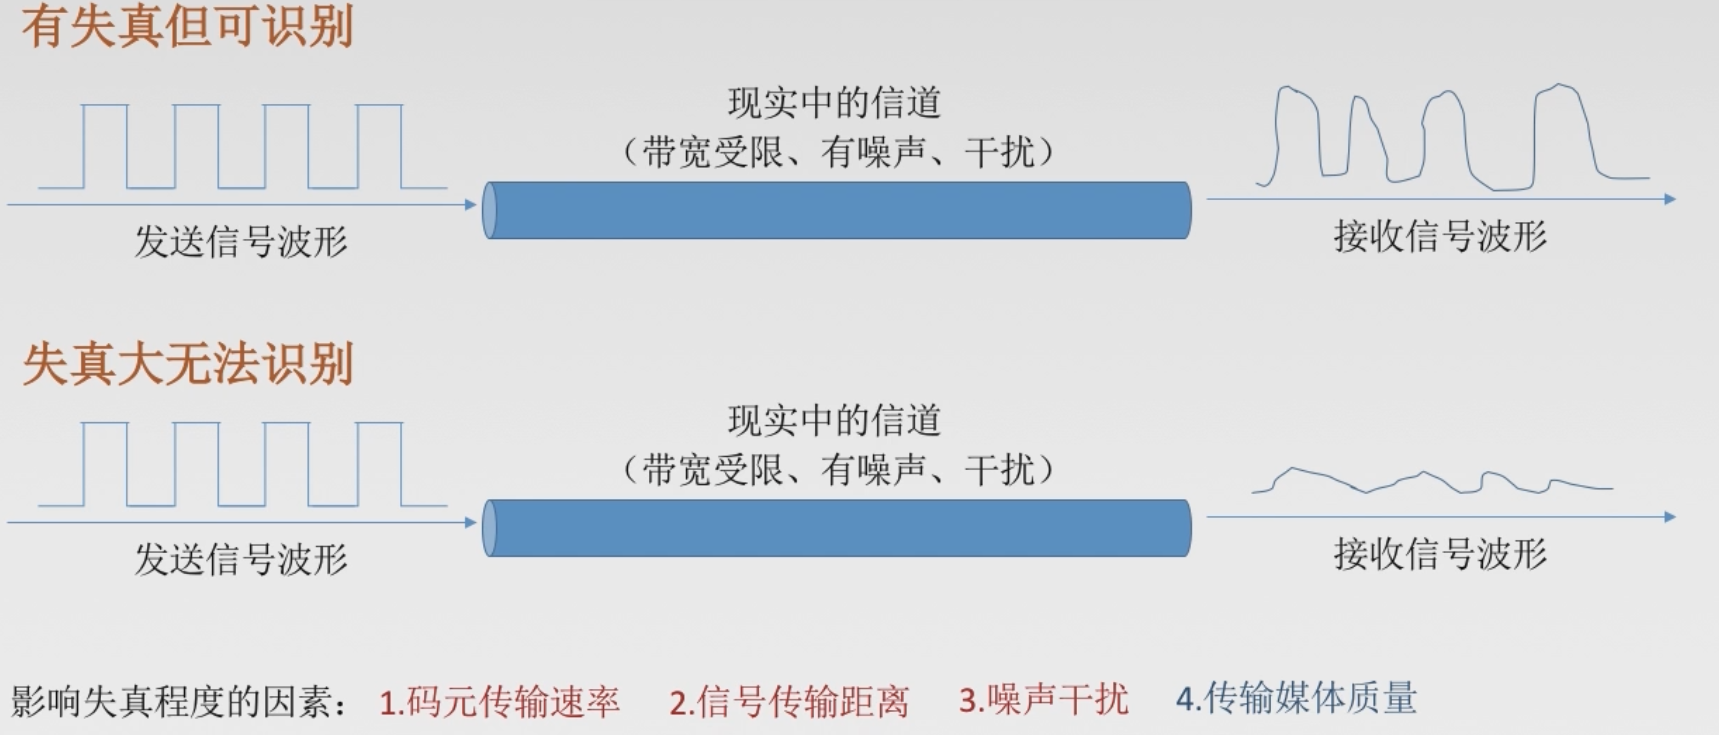 有失真但可识别
现实中的信道
（带宽受限、有噪声、干扰）
发送信号波形
接收信号波形
失真大无法识别
现实中的信道
（带宽受限、有噪声、干扰）
发送信号波形
接收信号波形
影响失真程度的因素： 1.码元传输速率 2.信号传输距离 3.噪声干扰 4.传输媒体质量